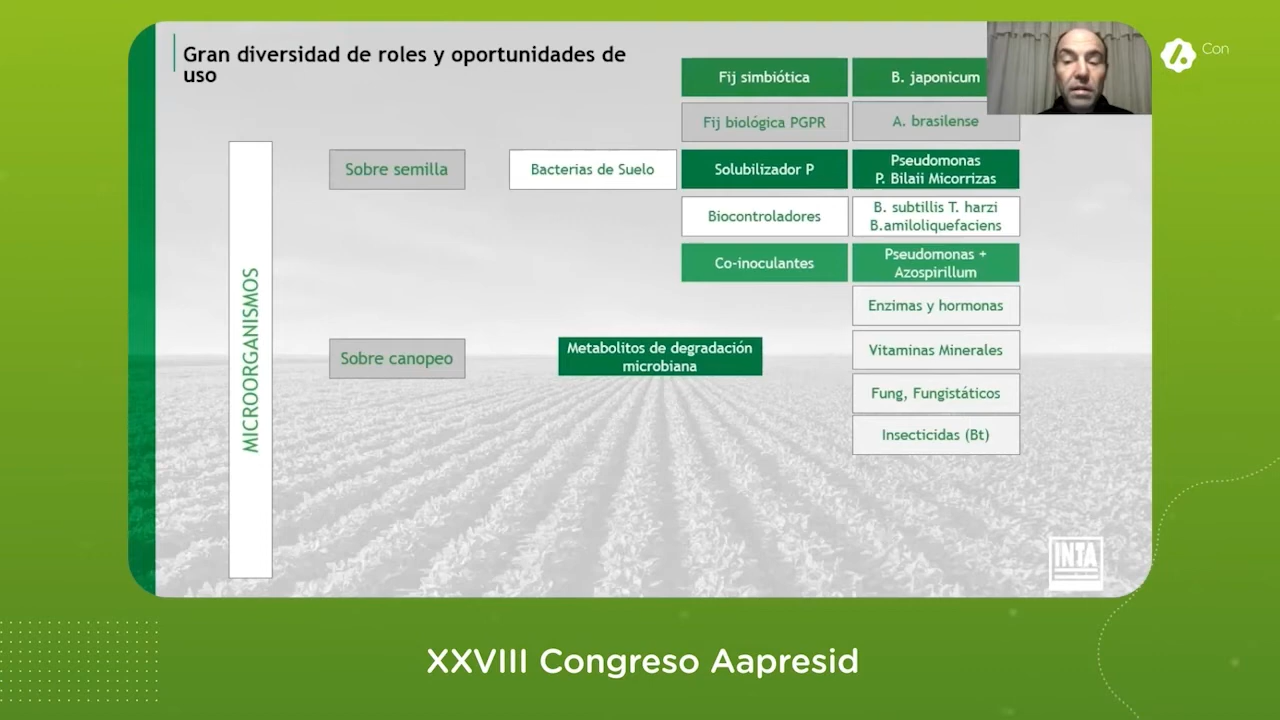 Gran diversidad de roles y oportunidades de
uso
Con
Fij simbiótica
B. japonicum
Fij biológica PGPR
A. brasilense
Sobre semilla
Bacterias de Suelo
Solubilizador P
Pseudomonas
P. Bilaii Micorrizas
Biocontroladores
B. subtillis T. harzi
B.amiloliquefaciens
Co-inoculantes
Pseudomonas +
Azospirillum
MICROORGANISMOS
Enzimas y hormonas
Sobre canopeo
Metabolitos de degradación
microbiana
Vitaminas Minerales
Fung, Fungistáticos
Insecticidas (Bt)
INTA
XXVIII Congreso Aapresid